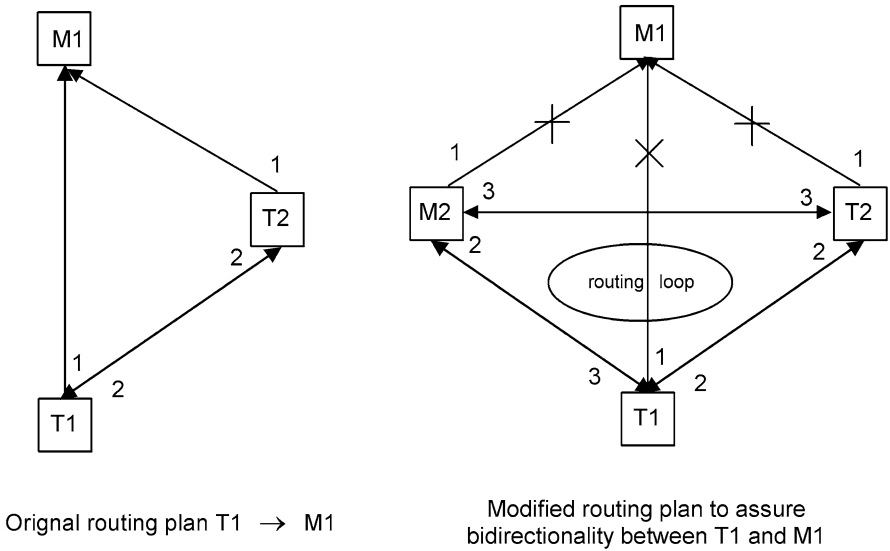 M1
1
T2
2
1
2
T1
Orignal routing plan T1 → M1
M1
1
1
M2
3
3
T2
2
2
routing loop
1
3
2
T1
Modified routing plan to assure
bidirectionality between T1 and M1